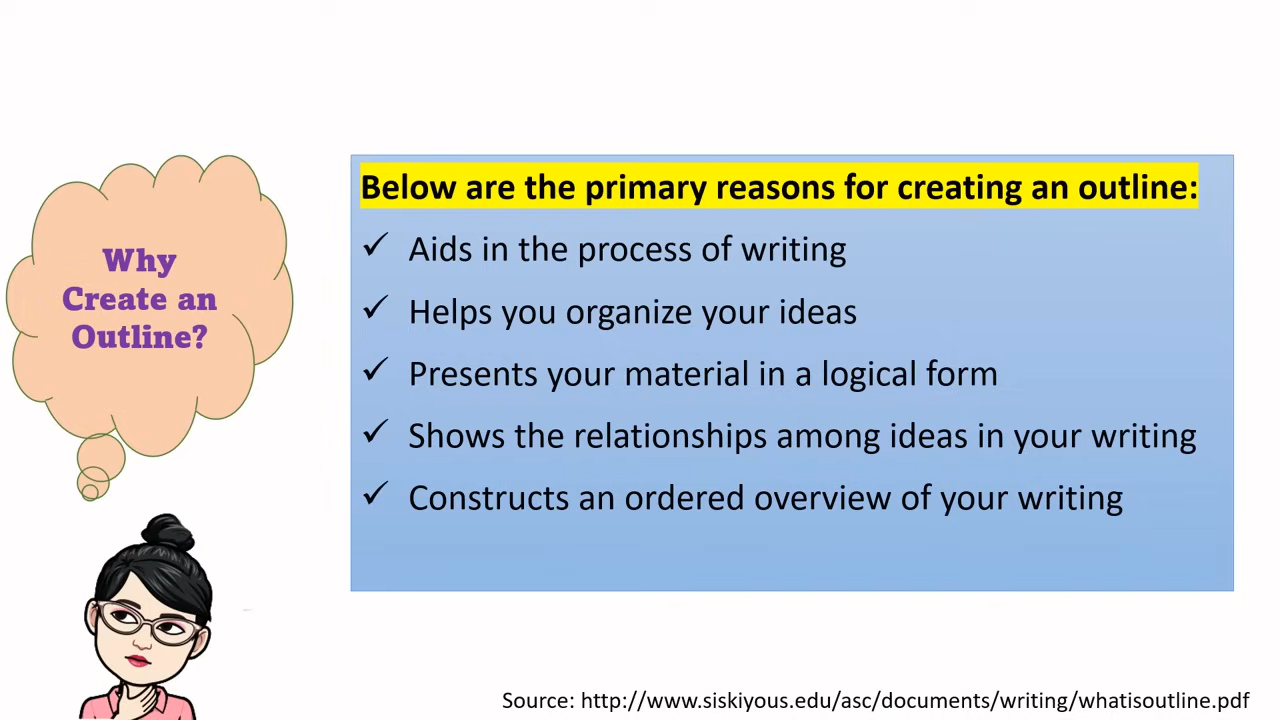 Why
Create an
Outline?
Below are the primary reasons for creating an outline:
✓ Aids in the process of writing
✓ Helps you organize your ideas
✓ Presents your material in a logical form
✓ Shows the relationships among ideas in your writing
✓ Constructs an ordered overview of your writing
Source: http://www.siskiyous.edu/asc/documents/writing/whatisoutline.pdf